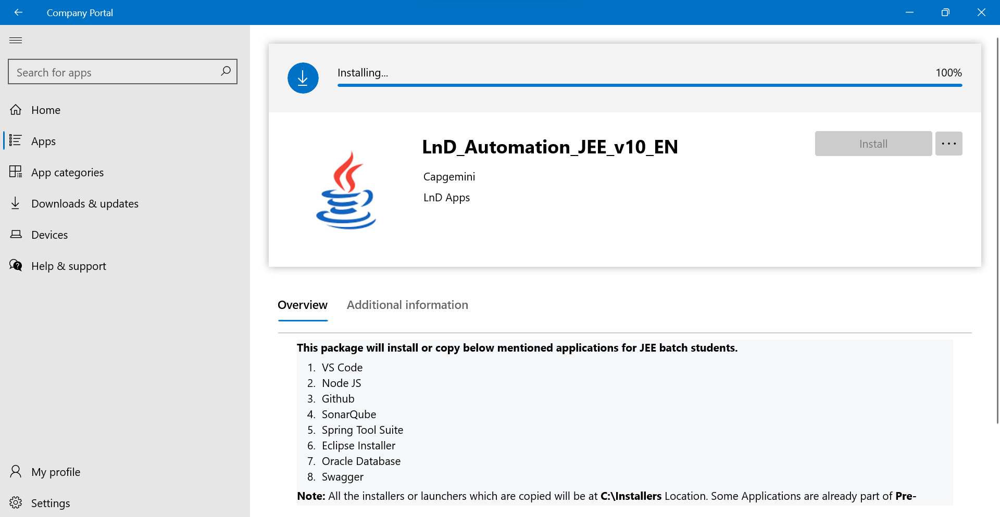 Company Portal
Search for apps
Home
Apps
App categories
Downloads & updates
Devices
Help & support
My profile
Settings
Installing...
100%
LnD_Automation_JEE_v10_EN
Install
Capgemini
LnD Apps
Overview
Additional information
This package will install or copy below mentioned applications for JEE batch students.
1. VS Code
2. Node JS
3. Github
4. SonarQube
5. Spring Tool Suite
6. Eclipse Installer
7. Oracle Database
8. Swagger
Note: All the installers or launchers which are copied will be at C:\Installers Location. Some Applications are already part of Pre-